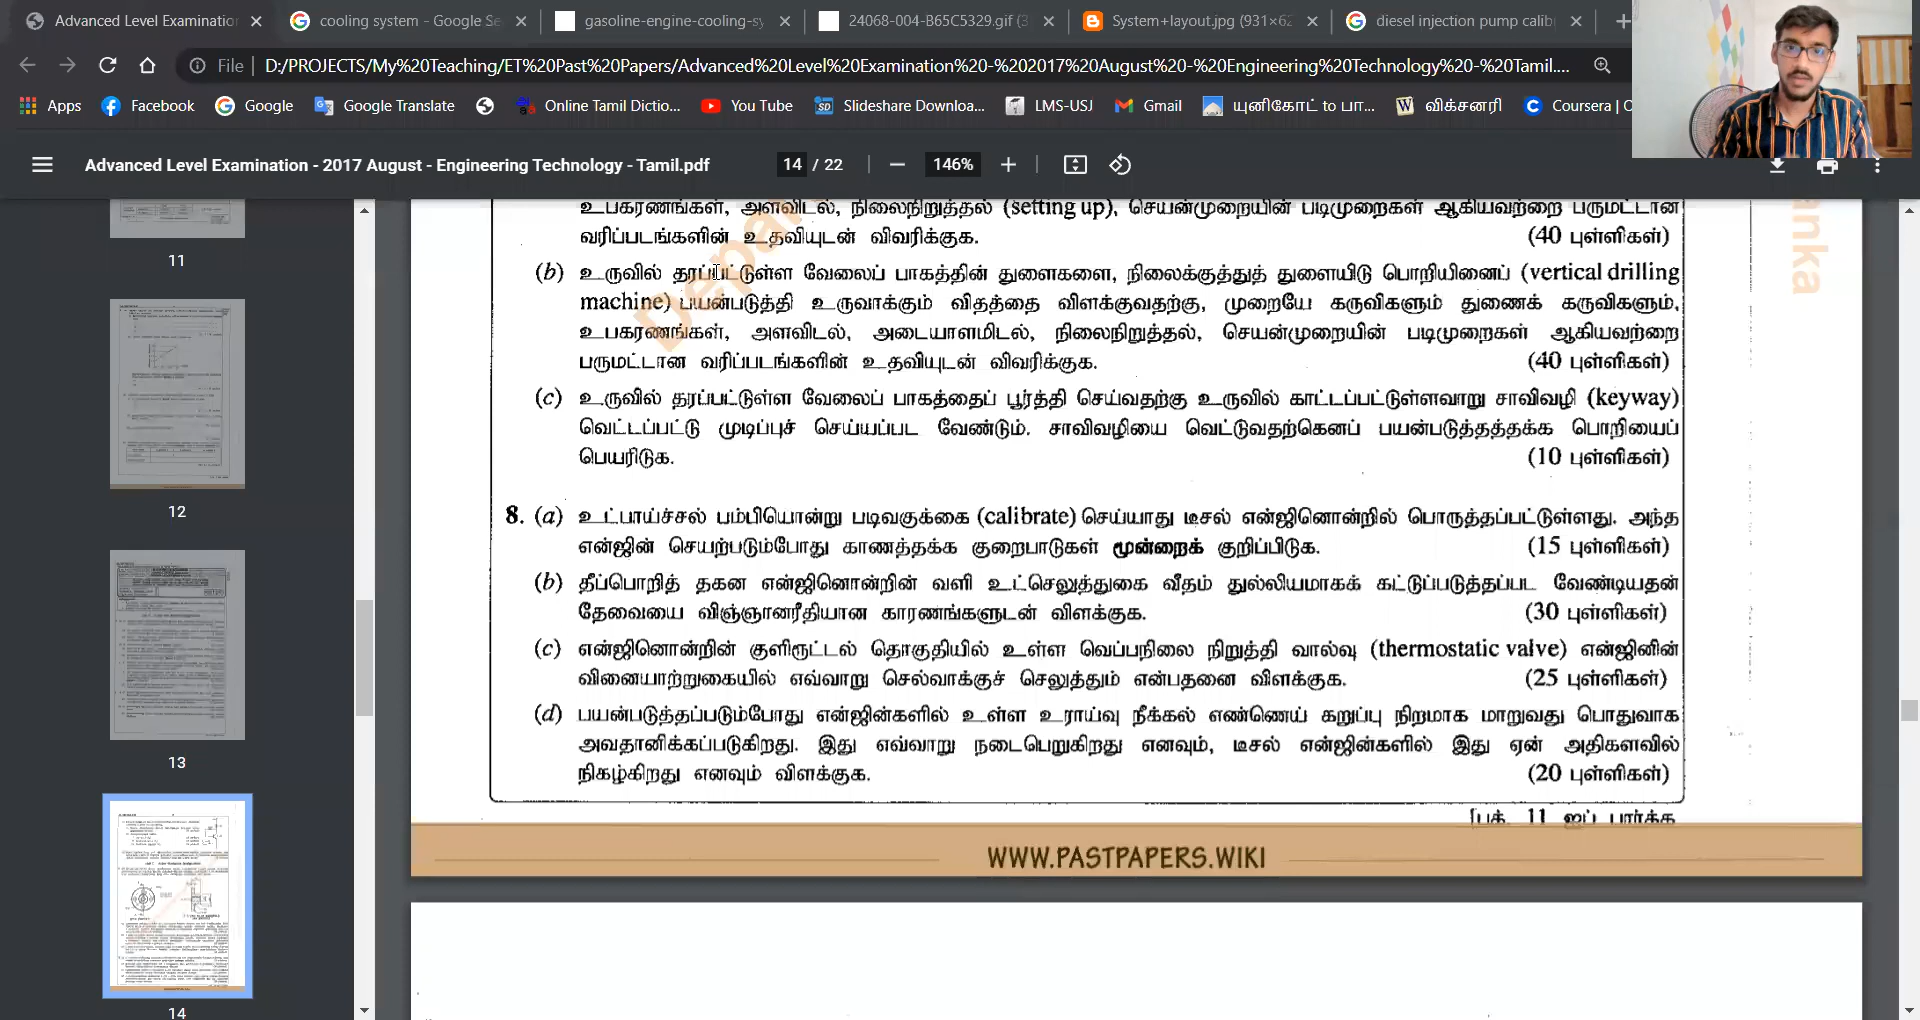 Advanced Level Examination
cooling system - Google Se
gasoline-engine-cooling-sy
24068-004-B65C5329.gif (3
System+layout.jpg (931×62
diesel injection pump calib
File | D:/PROJECTS/My%20Teaching/ET%20Past%20Papers/Advanced%20Level%20Examination%20-%202017%20August%20-%20Engineering%20Technology%20-%20Tamil....
Apps Facebook Google Google Translate Online Tamil Dictio... You Tube Slideshare Downloa... LMS-USJ Gmail யுனிகோட் to பா... விக்சனரி Coursera | O
Advanced Level Examination - 2017 August - Engineering Technology - Tamil.pdf 14 / 22 146%
11
12
13
14
உபகரணங்கள், அளவிடல், நிலைநிறுத்தல் (setting up), செயன்முறையின் படிமுறைகள் ஆகியவற்றை பருமட்டான
வரிப்படங்களின் உதவியுடன் விவரிக்குக. (40 புள்ளிகள்)
(b) உருவில் தரப்பட்டுள்ள வேலைப் பாகத்தின் துளைகளை, நிலைக்குத்துத் துளையிடு பொறியினைப் (vertical drilling
machine) பயன்படுத்தி உருவாக்கும் விதத்தை விளக்குவதற்கு, முறையே கருவிகளும் துணைக் கருவிகளும்,
உபகரணங்கள், அளவிடல், அடையாளமிடல், நிலைநிறுத்தல், செயன்முறையின் படிமுறைகள் ஆகியவற்றை
பருமட்டான வரிப்படங்களின் உதவியுடன் விவரிக்குக. (40 புள்ளிகள்)
(c) உருவில் தரப்பட்டுள்ள வேலைப் பாகத்தைப் பூர்த்தி செய்வதற்கு உருவில் காட்டப்பட்டுள்ளவாறு சாவிவழி (keyway)
வெட்டப்பட்டு முடிப்புச் செய்யப்பட வேண்டும். சாவிவழியை வெட்டுவதற்கெனப் பயன்படுத்தத்தக்க பொறியைப்
பெயரிடுக. (10 புள்ளிகள்)
8. (a) உட்பாய்ச்சல் பம்பியொன்று படிவகுக்கை (calibrate) செய்யாது டீசல் என்ஜினொன்றில் பொருத்தப்பட்டுள்ளது. அந்த
என்ஜின் செயற்படும்போது காணத்தக்க குறைபாடுகள் மூன்றைக் குறிப்பிடுக. (15 புள்ளிகள்)
(b) தீப்பொறித் தகன என்ஜினொன்றின் வளி உட்செலுத்துகை வீதம் துல்லியமாகக் கட்டுப்படுத்தப்பட வேண்டியதன்
தேவையை விஞ்ஞானரீதியான காரணங்களுடன் விளக்குக. (30 புள்ளிகள்)
(c) என்ஜினொன்றின் குளிரூட்டல் தொகுதியில் உள்ள வெப்பநிலை நிறுத்தி வால்வு (thermostatic valve) என்ஜினின்
வினையாற்றுகையில் எவ்வாறு செல்வாக்குச் செலுத்தும் என்பதனை விளக்குக. (25 புள்ளிகள்)
(d) பயன்படுத்தப்படும்போது என்ஜின்களில் உள்ள உராய்வு நீக்கல் எண்ணெய் கறுப்பு நிறமாக மாறுவது பொதுவாக
அவதானிக்கப்படுகிறது. இது எவ்வாறு நடைபெறுகிறது எனவும், டீசல் என்ஜின்களில் இது ஏன் அதிகளவில்
நிகழ்கிறது எனவும் விளக்குக. (20 புள்ளிகள்)
[பக். 11 ஐப் பார்க்க
WWW.PASTPAPERS.WIKI